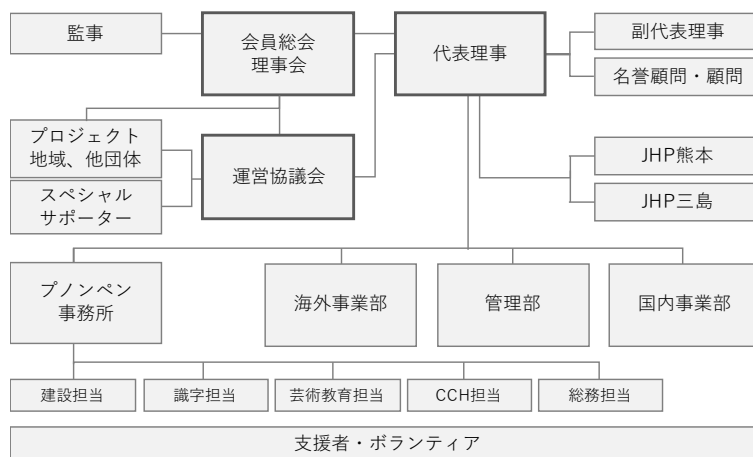 監事
会員総会
理事会
代表理事
副代表理事
名誉顧問・顧問
プロジェクト
地域、他団体
スペシャル
サポーター
運営協議会
JHP熊本
JHP三島
プノンペン
事務所
海外事業部
管理部
国内事業部
建設担当
識字担当
芸術教育担当
CCH担当
総務担当
支援者・ボランティア